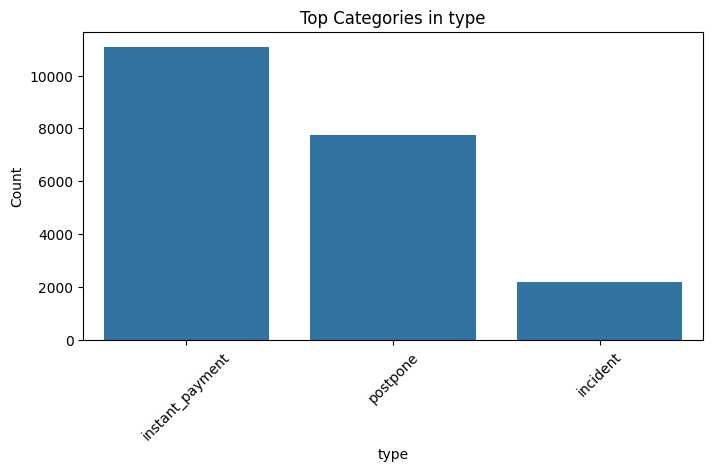 Top Categories in type
Count
10000
8000
6000
4000
2000
0
instant_payment
postpone
incident
type